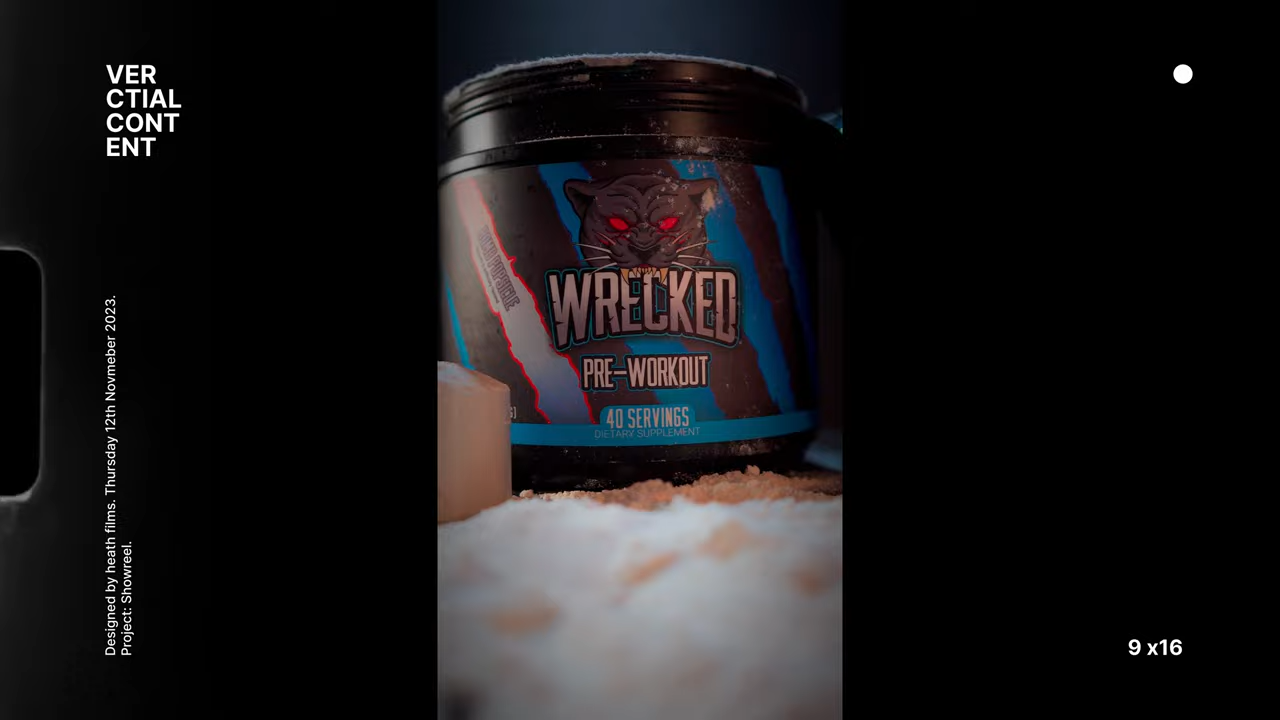 VER
CTIAL
CONT
ENT
Designed by heath films. Thursday 12th Novmeber 2023.
Project: Showreel.
WRECKED
PRE-WORKOUT
40 SERVINGS
DIETARY SUPPLEMENT
9 x16